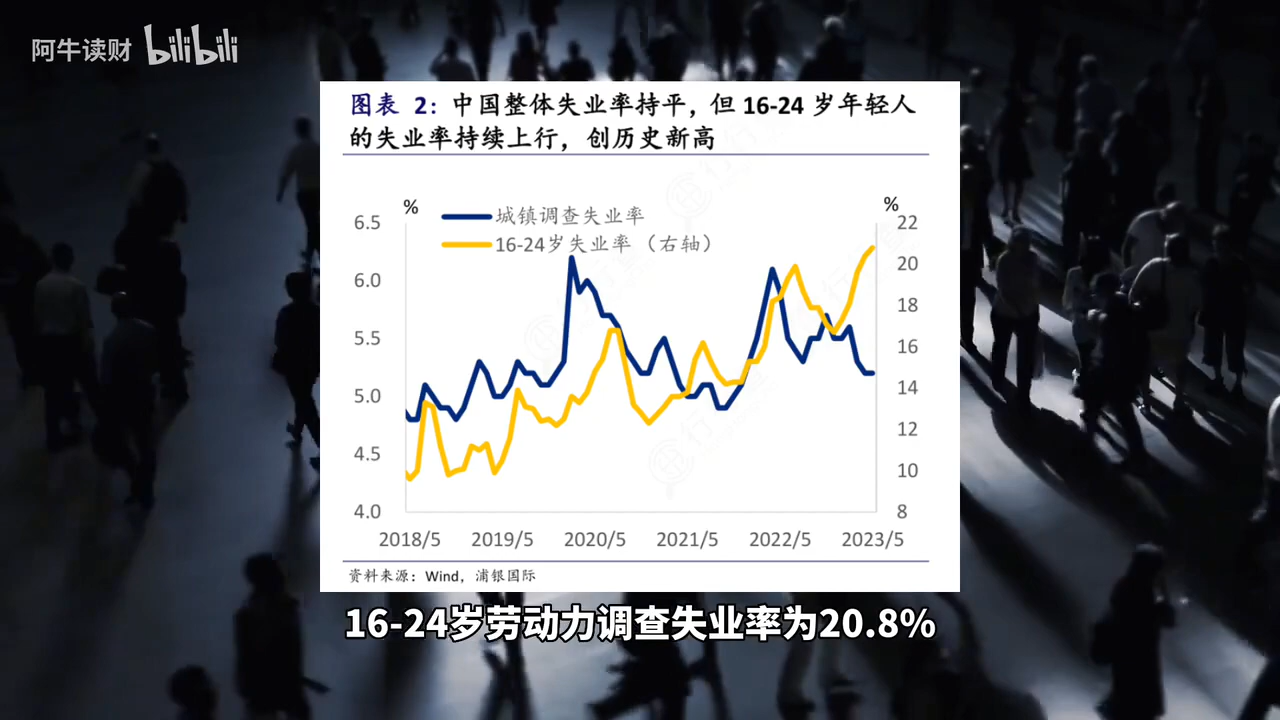 阿牛读财 bilibili
图表 2：中国整体失业率持平，但 16-24 岁年轻人
的失业率持续上行，创历史新高
% %
城镇调查失业率
16-24岁失业率（右轴）
6.5 22
6.0 20
5.5 18
5.0 16
4.5 14
4.0 12
10
8
2018/5 2019/5 2020/5 2021/5 2022/5 2023/5
资料来源：Wind，浦银国际
16-24岁劳动力调查失业率为20.8%